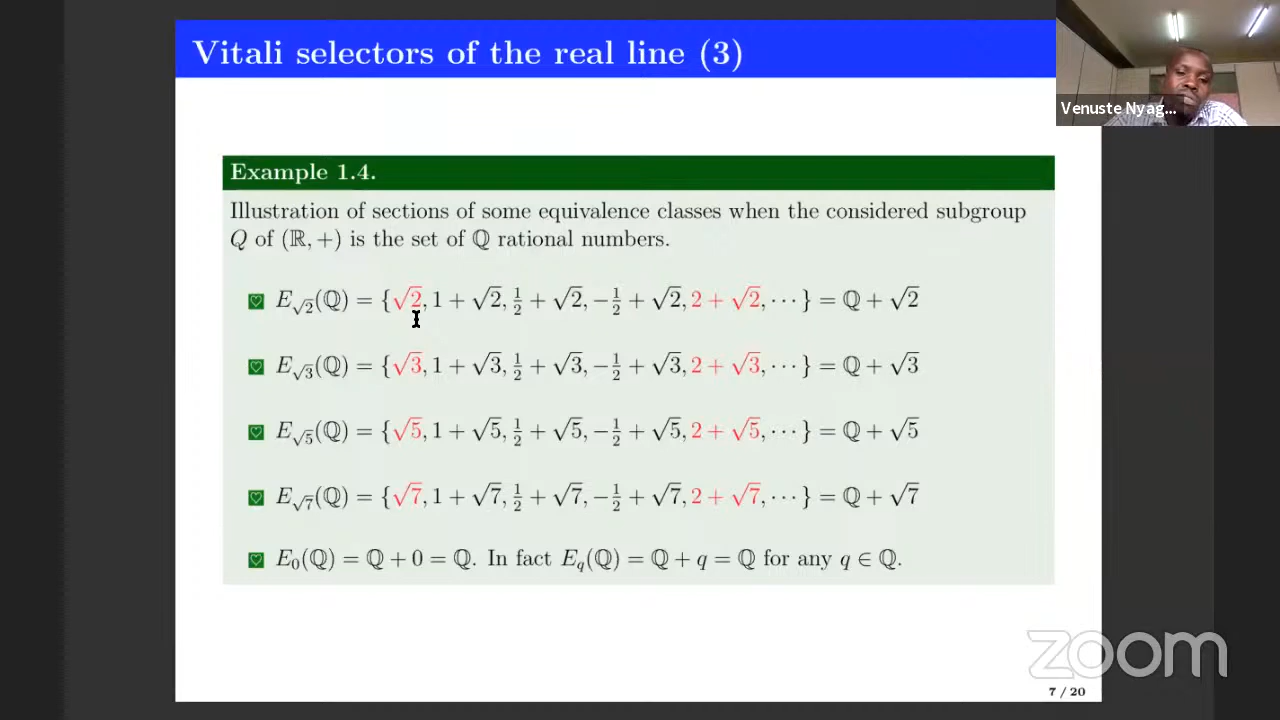 Vitali selectors of the real line (3)
Venuste Nyag...
Example 1.4.
Illustration of sections of some equivalence classes when the considered subgroup
Q of (ℝ, +) is the set of ℚ rational numbers.
E_{√2}(ℚ) = {√2, 1 + √2, 1/2 + √2, −1/2 + √2, 2 + √2, ⋯} = ℚ + √2
E_{√3}(ℚ) = {√3, 1 + √3, 1/2 + √3, −1/2 + √3, 2 + √3, ⋯} = ℚ + √3
E_{√5}(ℚ) = {√5, 1 + √5, 1/2 + √5, −1/2 + √5, 2 + √5, ⋯} = ℚ + √5
E_{√7}(ℚ) = {√7, 1 + √7, 1/2 + √7, −1/2 + √7, 2 + √7, ⋯} = ℚ + √7
E₀(ℚ) = ℚ + 0 = ℚ. In fact E_q(ℚ) = ℚ + q = ℚ for any q ∈ ℚ.
zoom
7 / 20